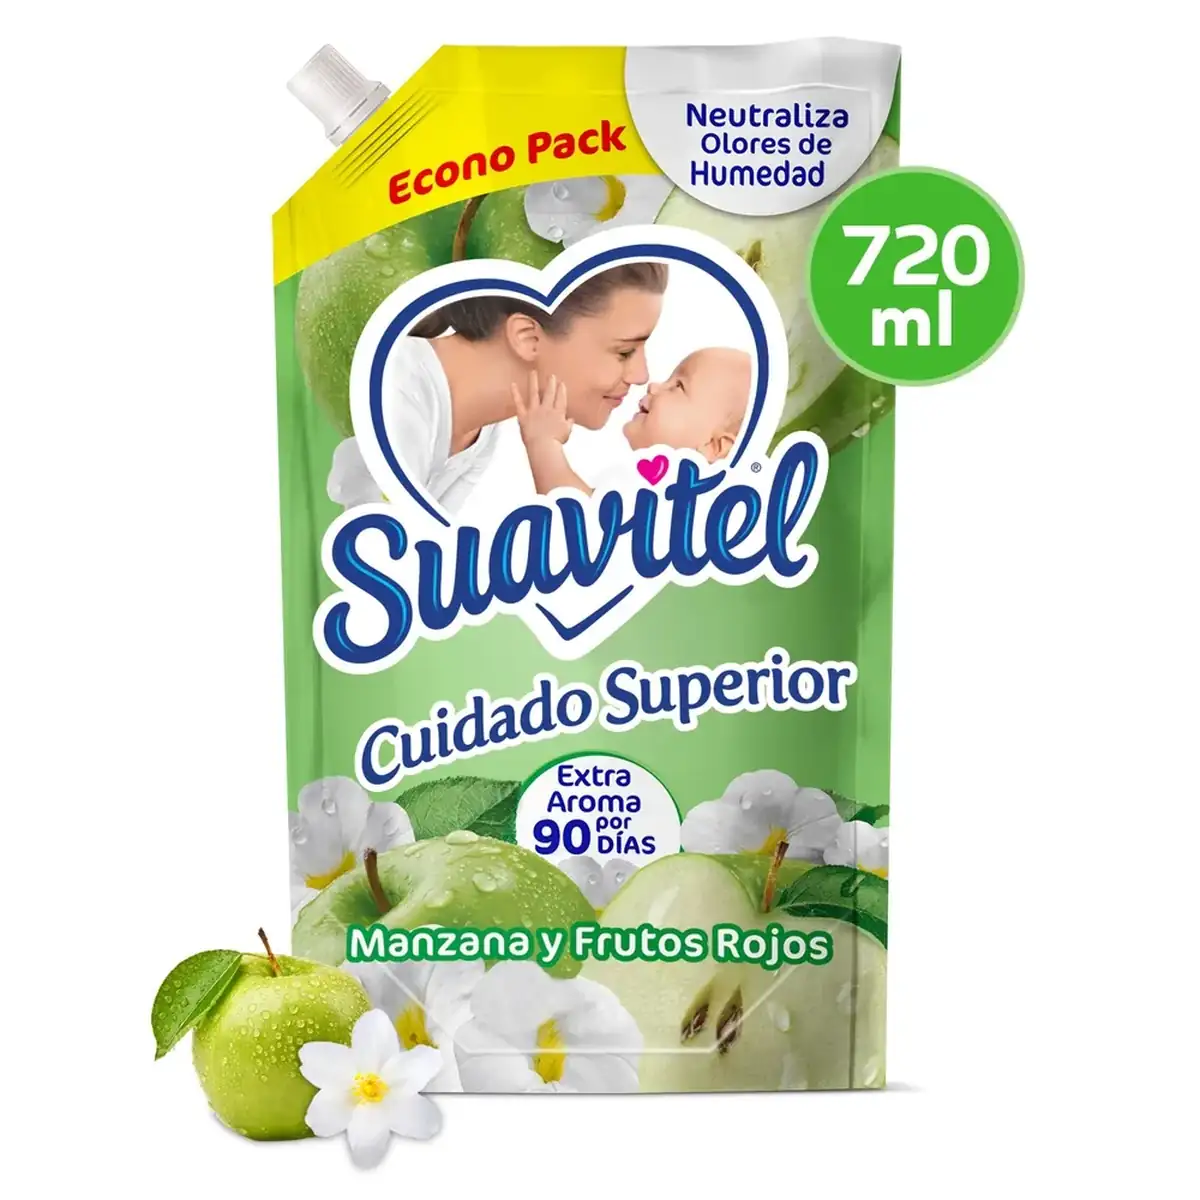 Econo Pack
Neutraliza
Olores de
Humedad
720
ml
Suavitel®
Cuidado Superior
Extra
Aroma
90 por DÍAS
Manzana y Frutos Rojos